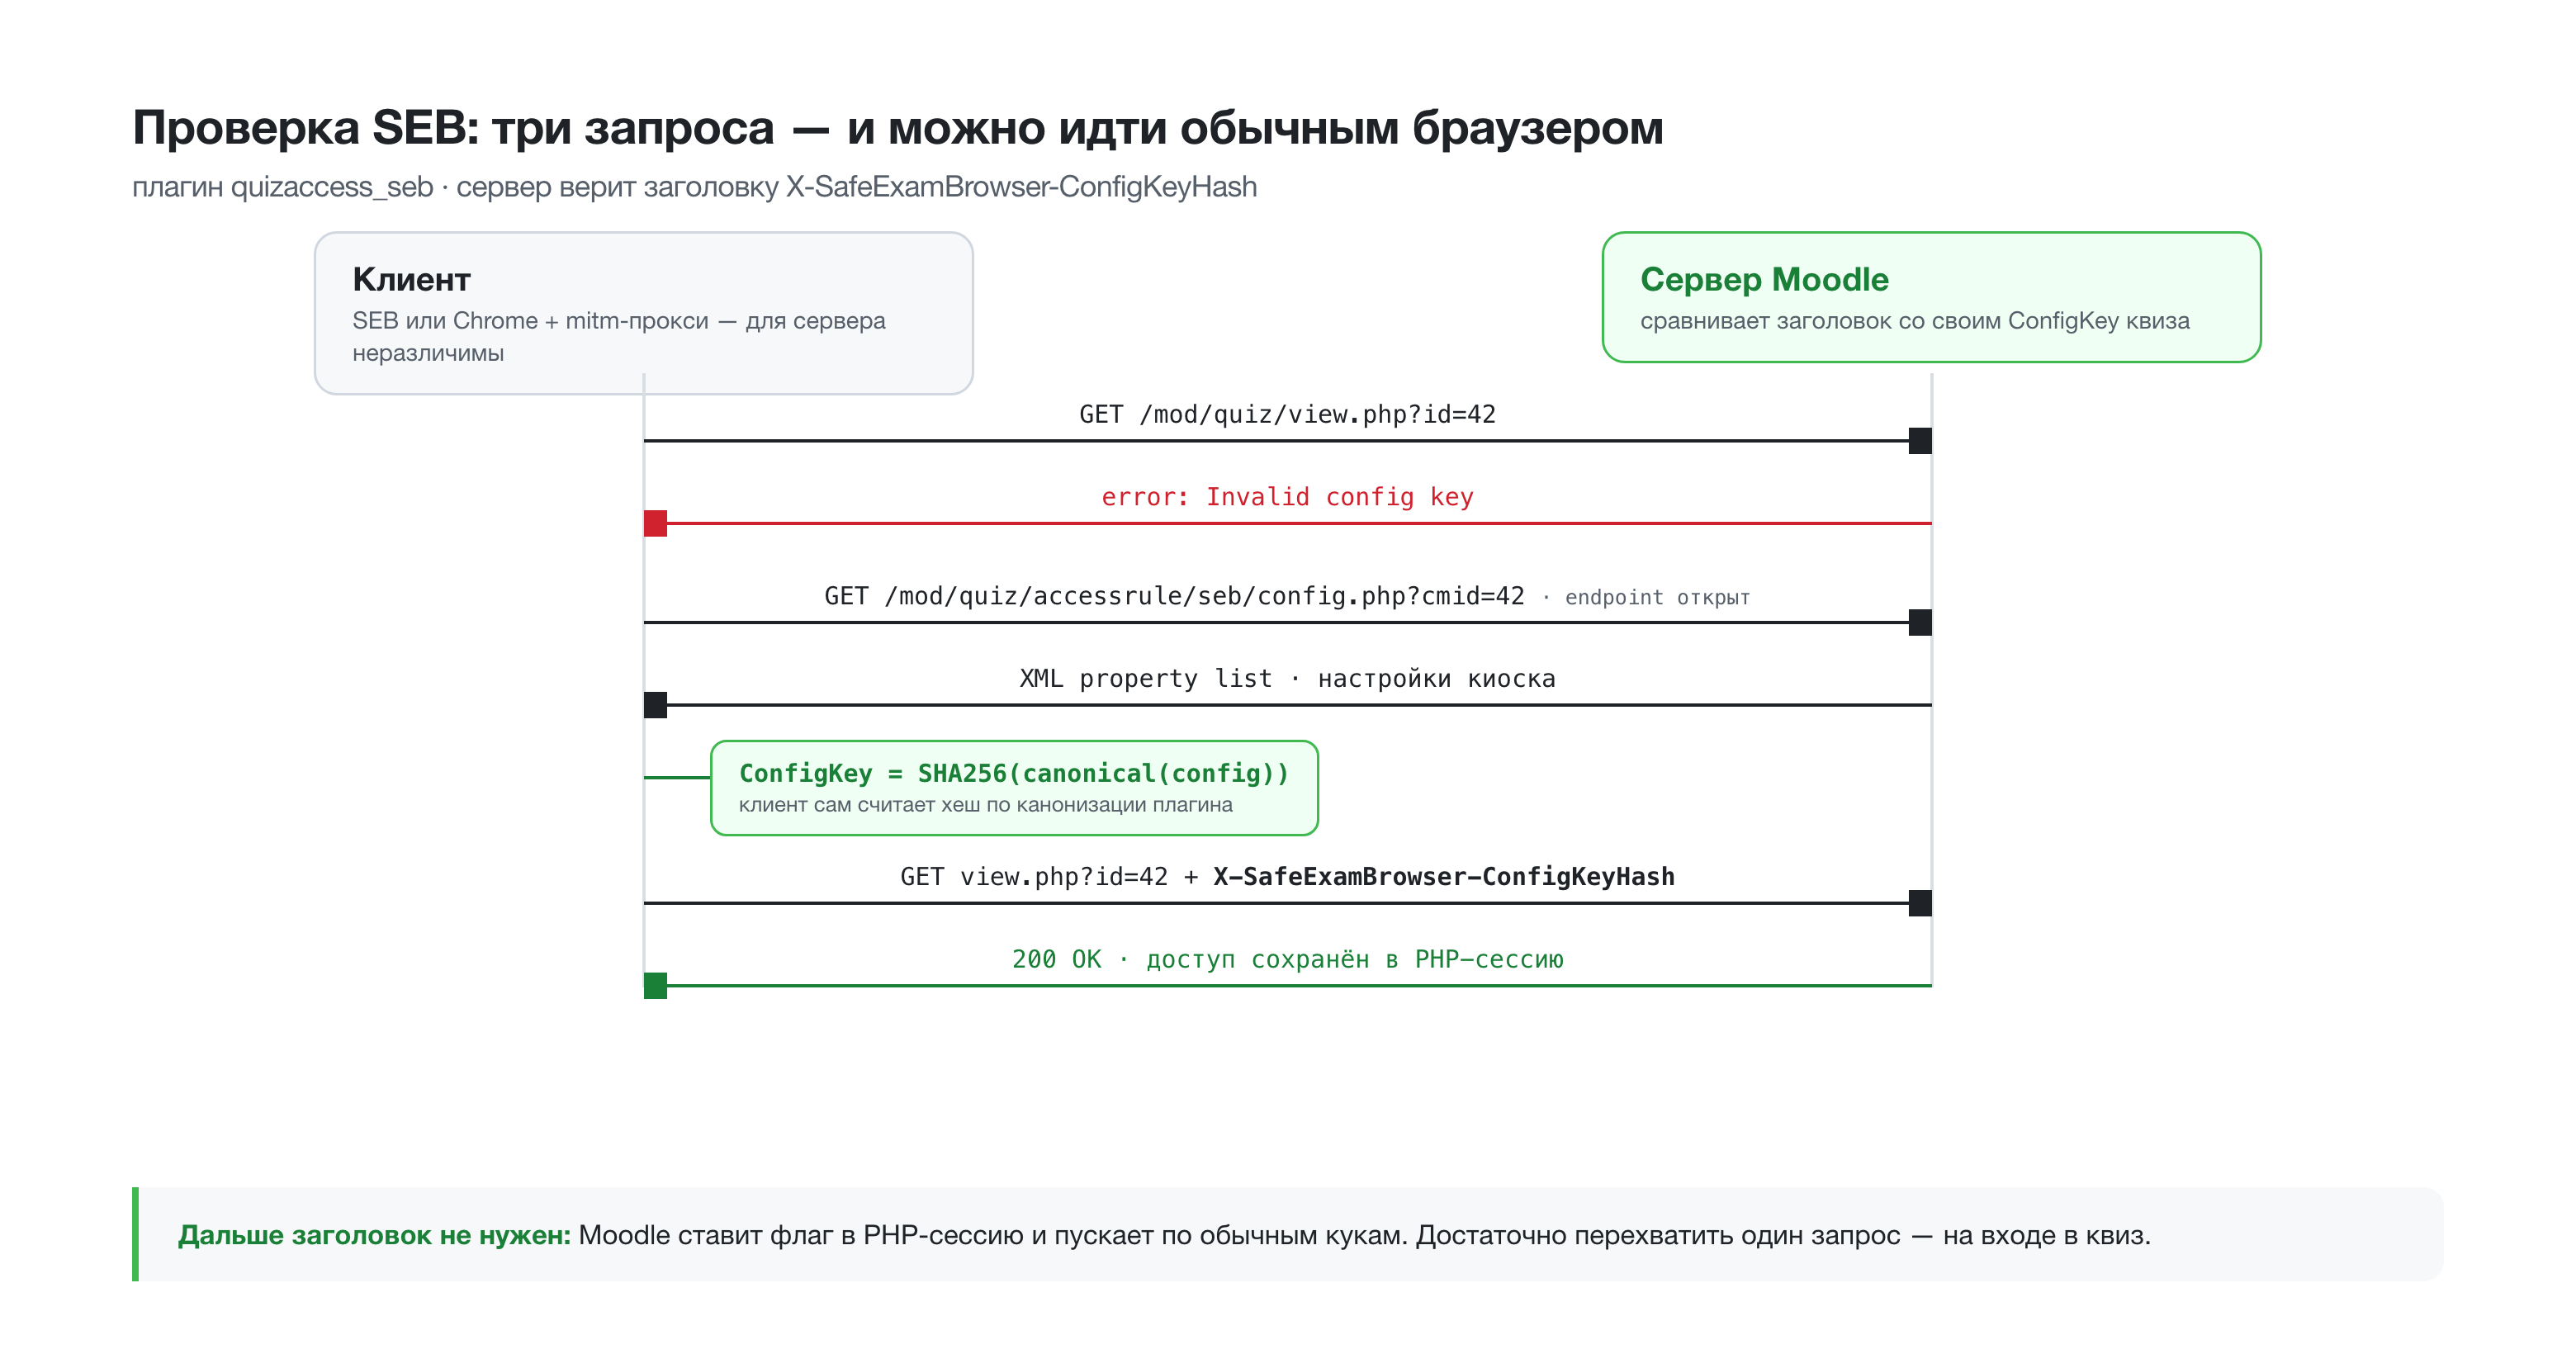 Проверка SEB: три запроса — и можно идти обычным браузером
плагин quizaccess_seb · сервер верит заголовку X-SafeExamBrowser-ConfigKeyHash
Клиент
SEB или Chrome + mitm-прокси — для сервера
неразличимы
Сервер Moodle
сравнивает заголовок со своим ConfigKey квиза
GET /mod/quiz/view.php?id=42
error: Invalid config key
GET /mod/quiz/accessrule/seb/config.php?cmid=42 · endpoint открыт
XML property list · настройки киоска
ConfigKey = SHA256(canonical(config))
клиент сам считает хеш по канонизации плагина
GET view.php?id=42 + X-SafeExamBrowser-ConfigKeyHash
200 OK · доступ сохранён в PHP-сессию
Дальше заголовок не нужен: Moodle ставит флаг в PHP-сессию и пускает по обычным кукам. Достаточно перехватить один запрос — на входе в квиз.